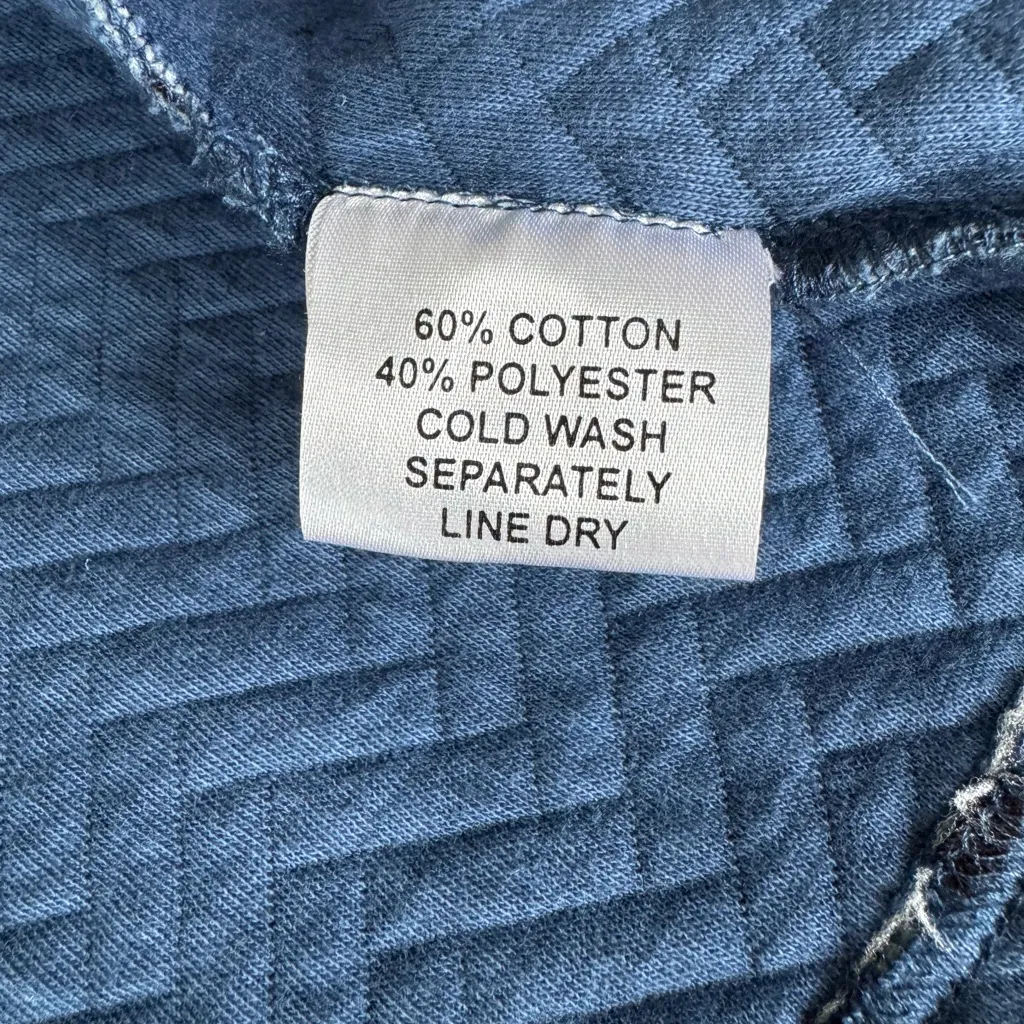 60% COTTON
40% POLYESTER
COLD WASH
SEPARATELY
LINE DRY